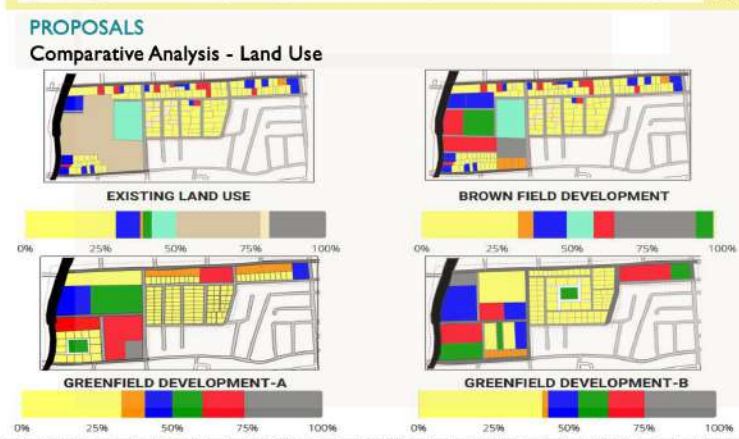 PROPOSALS
Comparative Analysis - Land Use
EXISTING LAND USE
BROWN FIELD DEVELOPMENT
0% 25% 50% 75% 100%
0% 25% 50% 75% 100%
GREENFIELD DEVELOPMENT-A
GREENFIELD DEVELOPMENT-B
0% 25% 50% 75% 100%
0% 25% 50% 75% 100%